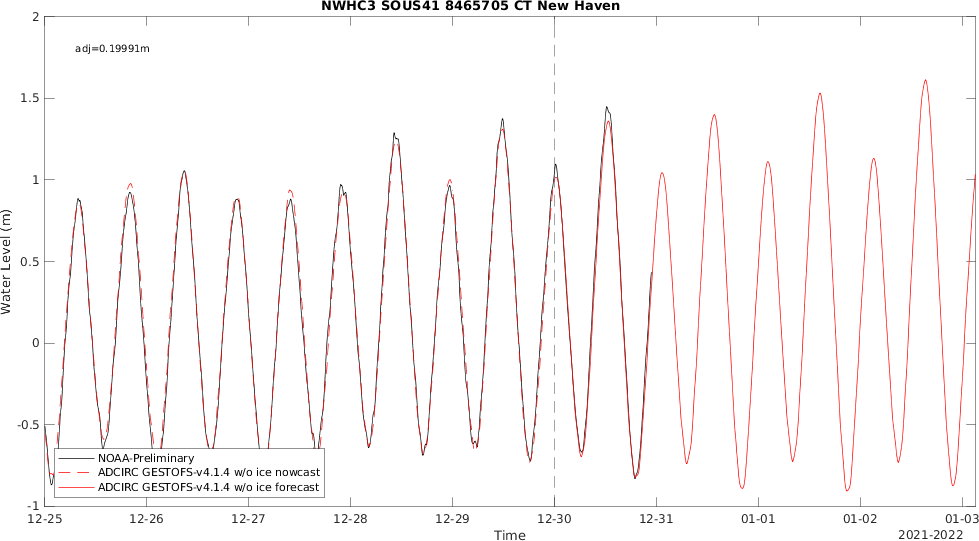 NWHC3 SOUS41 8465705 CT New Haven
2
adj=0.19991m
1.5
1
0.5
0
-0.5
-1
Water Level (m)
NOAA-Preliminary
ADCIRC GESTOFS-v4.1.4 w/o ice nowcast
ADCIRC GESTOFS-v4.1.4 w/o ice forecast
12-25 12-26 12-27 12-28 12-29 12-30 12-31 01-01 01-02 01-03
Time
2021-2022